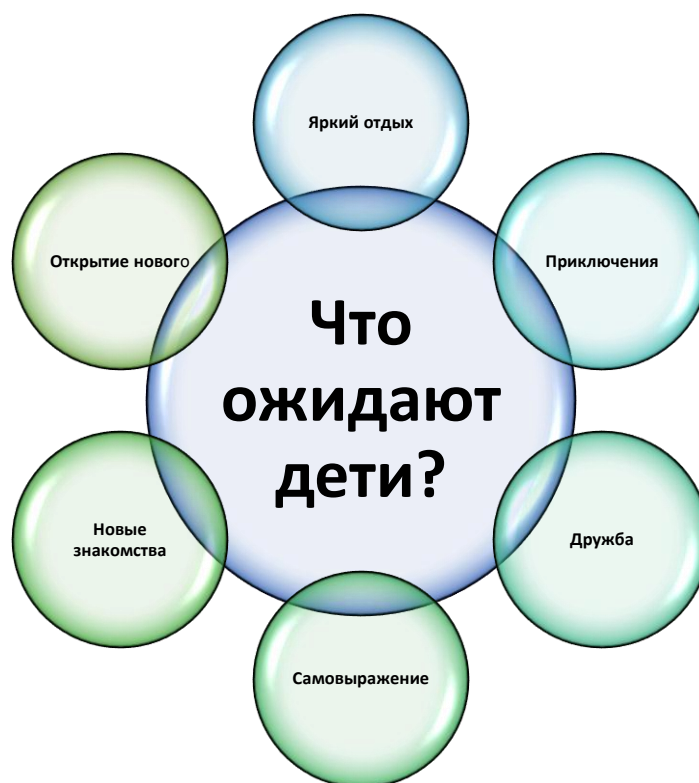 Яркий отдых
Открытие нового
Приключения
Что
ожидают
дети?
Новые
знакомства
Дружба
Самовыражение